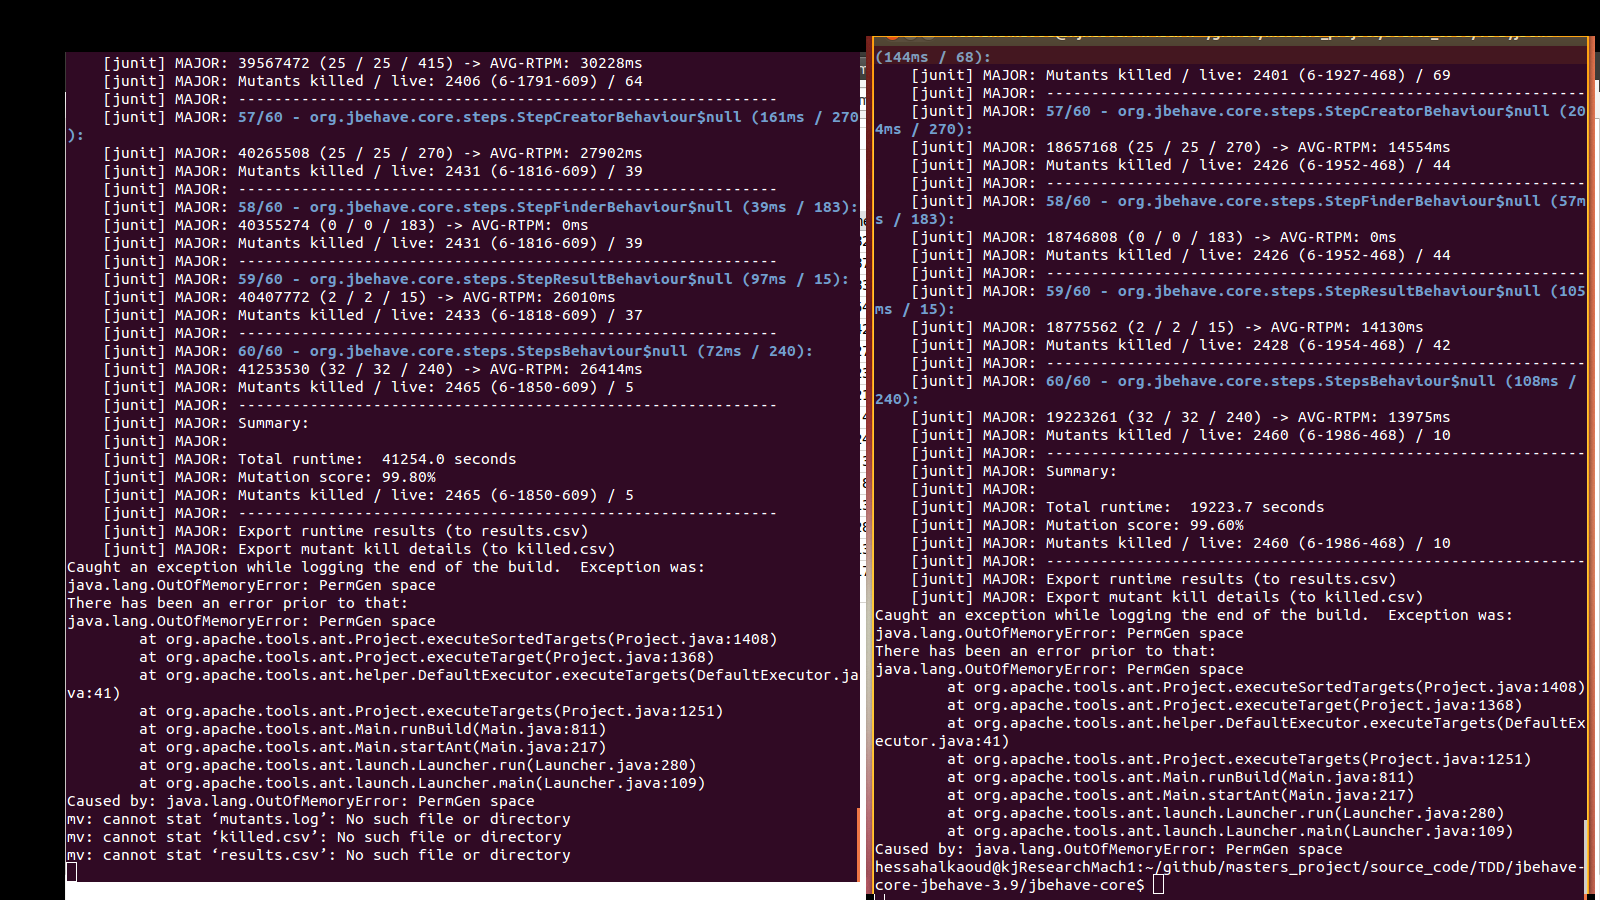 [junit] MAJOR: 39567472 (25 / 25 / 415) -> AVG-RTPM: 30228ms
[junit] MAJOR: Mutants killed / live: 2406 (6-1791-609) / 64
[junit] MAJOR: ------------------------------------------------------------
[junit] MAJOR: 57/60 - org.jbehave.core.steps.StepCreatorBehaviour$null (161ms / 270
):
[junit] MAJOR: 40265508 (25 / 25 / 270) -> AVG-RTPM: 27902ms
[junit] MAJOR: Mutants killed / live: 2431 (6-1816-609) / 39
[junit] MAJOR: ------------------------------------------------------------
[junit] MAJOR: 58/60 - org.jbehave.core.steps.StepFinderBehaviour$null (39ms / 183):
[junit] MAJOR: 40355274 (0 / 0 / 183) -> AVG-RTPM: 0ms
[junit] MAJOR: Mutants killed / live: 2431 (6-1816-609) / 39
[junit] MAJOR: ------------------------------------------------------------
[junit] MAJOR: 59/60 - org.jbehave.core.steps.StepResultBehaviour$null (97ms / 15):
[junit] MAJOR: 40407772 (2 / 2 / 15) -> AVG-RTPM: 26010ms
[junit] MAJOR: Mutants killed / live: 2433 (6-1818-609) / 37
[junit] MAJOR: ------------------------------------------------------------
[junit] MAJOR: 60/60 - org.jbehave.core.steps.StepsBehaviour$null (72ms / 240):
[junit] MAJOR: 41253530 (32 / 32 / 240) -> AVG-RTPM: 26414ms
[junit] MAJOR: Mutants killed / live: 2465 (6-1850-609) / 5
[junit] MAJOR: ------------------------------------------------------------
[junit] MAJOR: Summary:
[junit] MAJOR:
[junit] MAJOR: Total runtime:  41254.0 seconds
[junit] MAJOR: Mutation score: 99.80%
[junit] MAJOR: Mutants killed / live: 2465 (6-1850-609) / 5
[junit] MAJOR: ------------------------------------------------------------
[junit] MAJOR: Export runtime results (to results.csv)
[junit] MAJOR: Export mutant kill details (to killed.csv)
Caught an exception while logging the end of the build.  Exception was:
java.lang.OutOfMemoryError: PermGen space
There has been an error prior to that:
java.lang.OutOfMemoryError: PermGen space
at org.apache.tools.ant.Project.executeSortedTargets(Project.java:1408)
at org.apache.tools.ant.Project.executeTarget(Project.java:1368)
at org.apache.tools.ant.helper.DefaultExecutor.executeTargets(DefaultExecutor.ja
va:41)
at org.apache.tools.ant.Project.executeTargets(Project.java:1251)
at org.apache.tools.ant.Main.runBuild(Main.java:811)
at org.apache.tools.ant.Main.startAnt(Main.java:217)
at org.apache.tools.ant.launch.Launcher.run(Launcher.java:280)
at org.apache.tools.ant.launch.Launcher.main(Launcher.java:109)
Caused by: java.lang.OutOfMemoryError: PermGen space
mv: cannot stat ‘mutants.log’: No such file or directory
mv: cannot stat ‘killed.csv’: No such file or directory
mv: cannot stat ‘results.csv’: No such file or directory
(144ms / 68):
[junit] MAJOR: Mutants killed / live: 2401 (6-1927-468) / 69
[junit] MAJOR: ------------------------------------------------------------
[junit] MAJOR: 57/60 - org.jbehave.core.steps.StepCreatorBehaviour$null (20
4ms / 270):
[junit] MAJOR: 18657168 (25 / 25 / 270) -> AVG-RTPM: 14554ms
[junit] MAJOR: Mutants killed / live: 2426 (6-1952-468) / 44
[junit] MAJOR: ------------------------------------------------------------
[junit] MAJOR: 58/60 - org.jbehave.core.steps.StepFinderBehaviour$null (57m
s / 183):
[junit] MAJOR: 18746808 (0 / 0 / 183) -> AVG-RTPM: 0ms
[junit] MAJOR: Mutants killed / live: 2426 (6-1952-468) / 44
[junit] MAJOR: ------------------------------------------------------------
[junit] MAJOR: 59/60 - org.jbehave.core.steps.StepResultBehaviour$null (105
ms / 15):
[junit] MAJOR: 18775562 (2 / 2 / 15) -> AVG-RTPM: 14130ms
[junit] MAJOR: Mutants killed / live: 2428 (6-1954-468) / 42
[junit] MAJOR: ------------------------------------------------------------
[junit] MAJOR: 60/60 - org.jbehave.core.steps.StepsBehaviour$null (108ms /
240):
[junit] MAJOR: 19223261 (32 / 32 / 240) -> AVG-RTPM: 13975ms
[junit] MAJOR: Mutants killed / live: 2460 (6-1986-468) / 10
[junit] MAJOR: ------------------------------------------------------------
[junit] MAJOR: Summary:
[junit] MAJOR:
[junit] MAJOR: Total runtime:  19223.7 seconds
[junit] MAJOR: Mutation score: 99.60%
[junit] MAJOR: Mutants killed / live: 2460 (6-1986-468) / 10
[junit] MAJOR: ------------------------------------------------------------
[junit] MAJOR: Export runtime results (to results.csv)
[junit] MAJOR: Export mutant kill details (to killed.csv)
Caught an exception while logging the end of the build.  Exception was:
java.lang.OutOfMemoryError: PermGen space
There has been an error prior to that:
java.lang.OutOfMemoryError: PermGen space
at org.apache.tools.ant.Project.executeSortedTargets(Project.java:1408)
at org.apache.tools.ant.Project.executeTarget(Project.java:1368)
at org.apache.tools.ant.helper.DefaultExecutor.executeTargets(DefaultEx
ecutor.java:41)
at org.apache.tools.ant.Project.executeTargets(Project.java:1251)
at org.apache.tools.ant.Main.runBuild(Main.java:811)
at org.apache.tools.ant.Main.startAnt(Main.java:217)
at org.apache.tools.ant.launch.Launcher.run(Launcher.java:280)
at org.apache.tools.ant.launch.Launcher.main(Launcher.java:109)
Caused by: java.lang.OutOfMemoryError: PermGen space
hessahalkaoud@kjResearchMach1:~/github/masters_project/source_code/TDD/jbehave-
core-jbehave-3.9/jbehave-core$